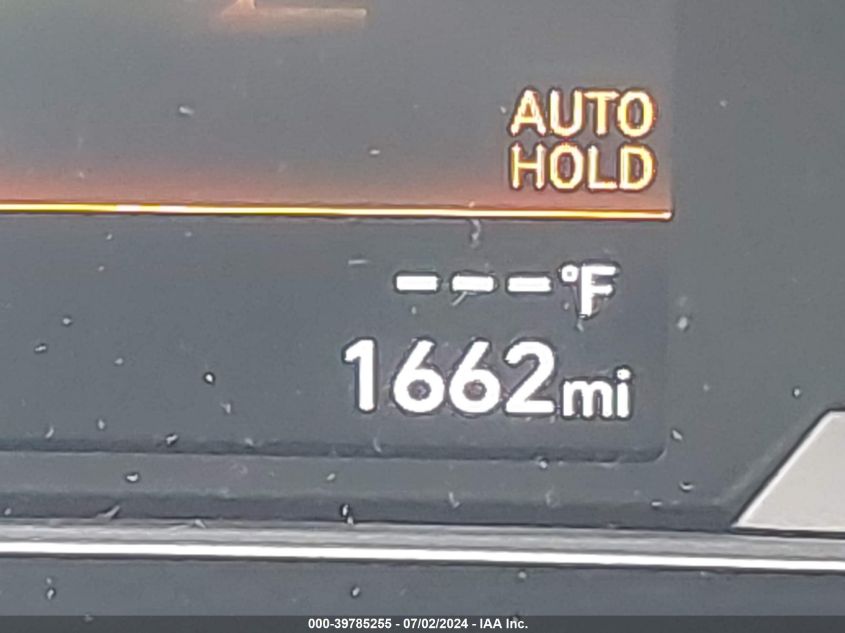 AUTO
HOLD
---°F
1662mi
000-39785255 - 07/02/2024 - IAA Inc.